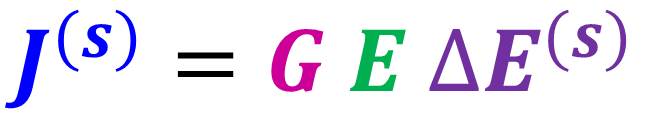 J^(s) = G E ΔE^(s)